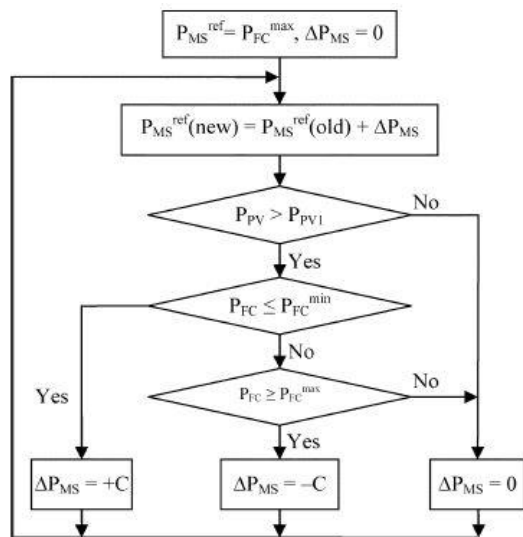 P_MS^ref = P_FC^max, ΔP_MS = 0
P_MS^ref(new) = P_MS^ref(old) + ΔP_MS
P_PV > P_PV1
No
Yes
P_FC ≤ P_FC^min
No
Yes
P_FC ≥ P_FC^max
No
Yes
ΔP_MS = +C
ΔP_MS = –C
ΔP_MS = 0